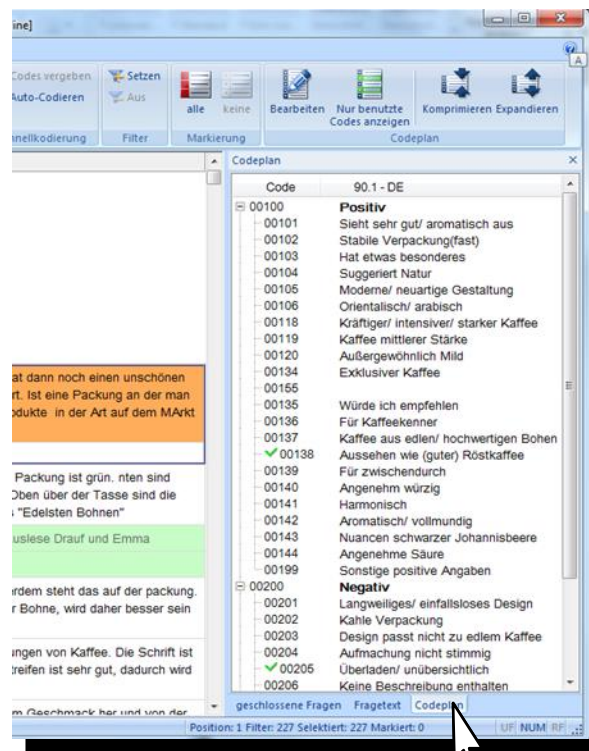 ine]
A
Codes vergeben
Auto-Codieren
Setzen
Aus
alle
keine
Bearbeiten
Nur benutzte
Codes anzeigen
Komprimieren
Expandieren
nellkodierung
Filter
Markierung
Codeplan
Codeplan
Code 90.1 - DE
00100 Positiv
00101 Sieht sehr gut/ aromatisch aus
00102 Stabile Verpackung(fast)
00103 Hat etwas besonderes
00104 Suggeriert Natur
00105 Moderne/ neuartige Gestaltung
00106 Orientalisch/ arabisch
00118 Kräftiger/ intensiver/ starker Kaffee
00119 Kaffee mittlerer Stärke
00120 Außergewöhnlich Mild
00134 Exklusiver Kaffee
00155
00135 Würde ich empfehlen
00136 Für Kaffeekenner
00137 Kaffee aus edlen/ hochwertigen Bohen
00138 Aussehen wie (guter) Röstkaffee
00139 Für zwischendurch
00140 Angenehm würzig
00141 Harmonisch
00142 Aromatisch/ vollmundig
00143 Nuancen schwarzer Johannisbeere
00144 Angenehme Säure
00199 Sonstige positive Angaben
00200 Negativ
00201 Langweiliges/ einfallsloses Design
00202 Kahle Verpackung
00203 Design passt nicht zu edlem Kaffee
00204 Aufmachung nicht stimmig
00205 Überladen/ unübersichtlich
00206 Keine Beschreibung enthalten
at dann noch einen unschönen
rt. Ist eine Packung an der man
odukte in der Art auf dem MArkt
Packung ist grün. nten sind
Oben über der Tasse sind die
"Edelsten Bohnen"
uslese Drauf und Emma
rdem steht das auf der packung.
r Bohne, wird daher besser sein
ngen von Kaffee. Die Schrift ist
treifen ist sehr gut, dadurch wird
m Geschmack her und von der
geschlossene Fragen Fragetext Codeplan
Position: 1 Filter: 227 Selektiert: 227 Markiert: 0
UF NUM RF